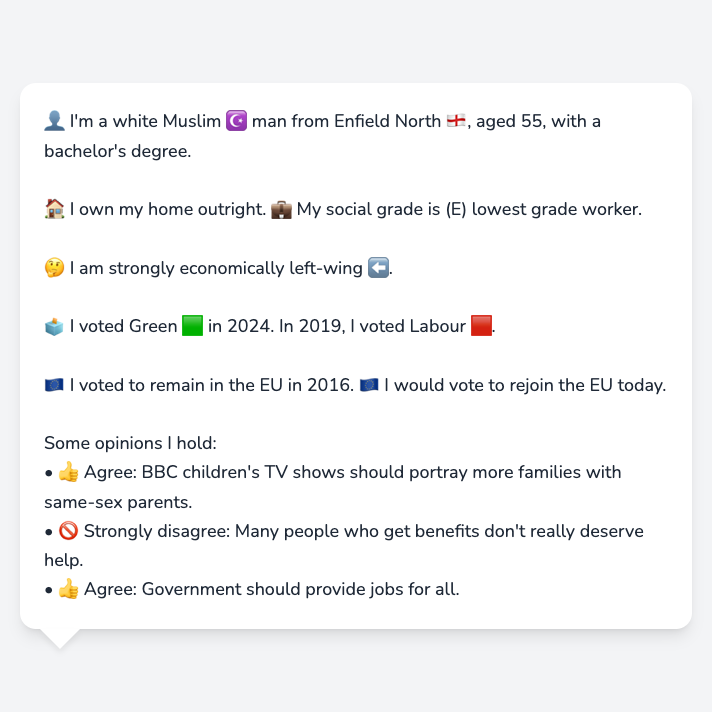 👤 I'm a white Muslim ☪️ man from Enfield North 🏴󠁧󠁢󠁥󠁮󠁧󠁿, aged 55, with a
bachelor's degree.
🏠 I own my home outright. 💼 My social grade is (E) lowest grade worker.
🤔 I am strongly economically left-wing ⬅️.
🗳️ I voted Green 🟩 in 2024. In 2019, I voted Labour 🟥.
🇪🇺 I voted to remain in the EU in 2016. 🇪🇺 I would vote to rejoin the EU today.
Some opinions I hold:
• 👍 Agree: BBC children's TV shows should portray more families with
same-sex parents.
• 🚫 Strongly disagree: Many people who get benefits don't really deserve
help.
• 👍 Agree: Government should provide jobs for all.